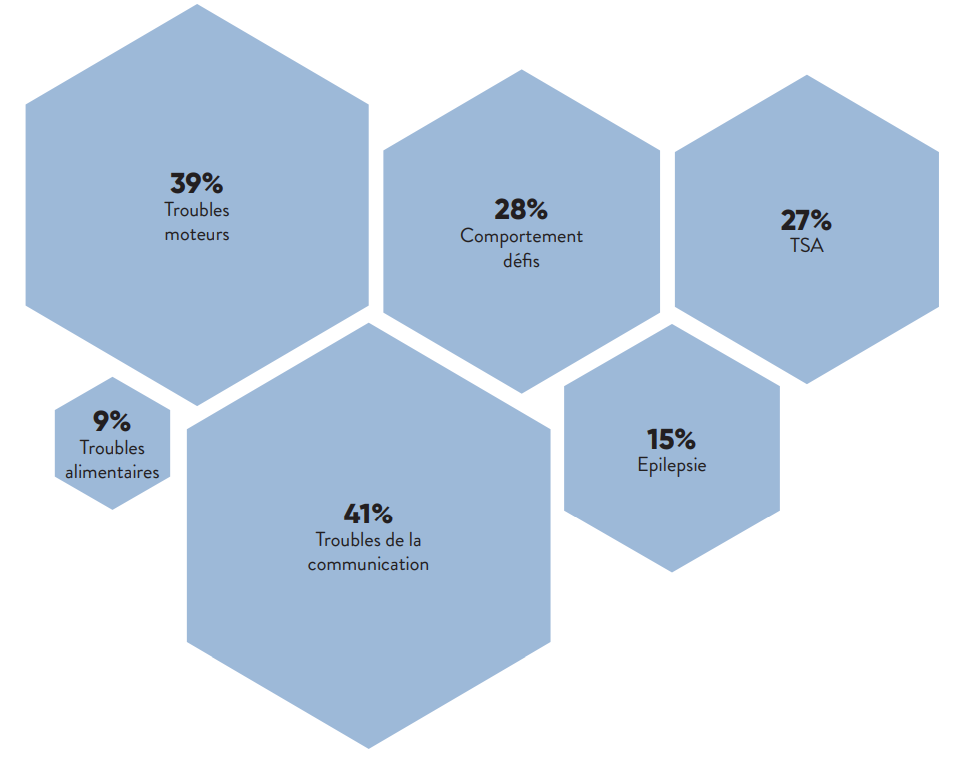 39%
Troubles
moteurs
28%
Comportement
défis
27%
TSA
9%
Troubles
alimentaires
41%
Troubles de la
communication
15%
Epilepsie